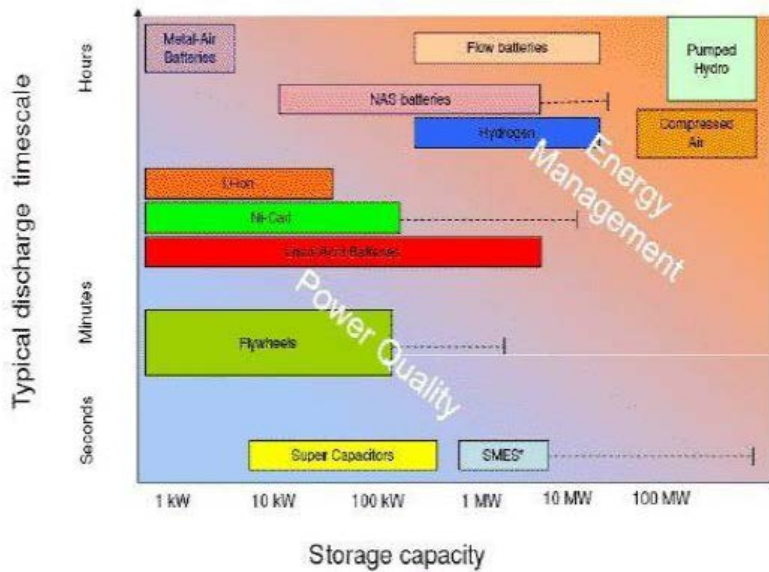 Typical discharge timescale
Hours
Minutes
Seconds
Metal-Air
Batteries
Flow batteries
Pumped
Hydro
NAS batteries
Hydrogen
Compressed
Air
Energy
Management
Li-ion
Ni-Cad
Lead-Acid Batteries
Power Quality
Flywheels
Super Capacitors
SMES*
1 kW
10 kW
100 kW
1 MW
10 MW
100 MW
Storage capacity